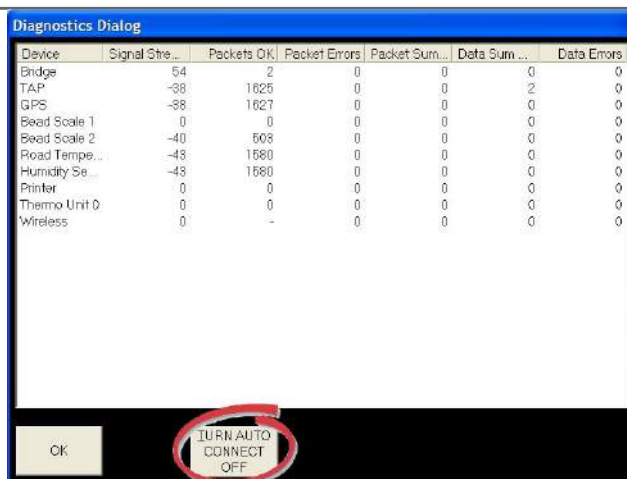 Diagnostics Dialog
Device Signal Stre... Packets OK Packet Errors Packet Sum... Data Sum ... Data Errors
Bridge 54 2 0 0 0 0
TAP -38 1625 0 0 2 0
GPS -38 1627 0 0 0 0
Bead Scale 1 0 0 0 0 0 0
Bead Scale 2 -40 508 0 0 0 0
Road Tempe... -43 1580 0 0 0 0
Humidity Se... -43 1580 0 0 0 0
Printer 0 0 0 0 0 0
Thermo Unit 0 0 0 0 0 0 0
Wireless 0 - 0 0 0 0
OK
TURN AUTO
CONNECT
OFF